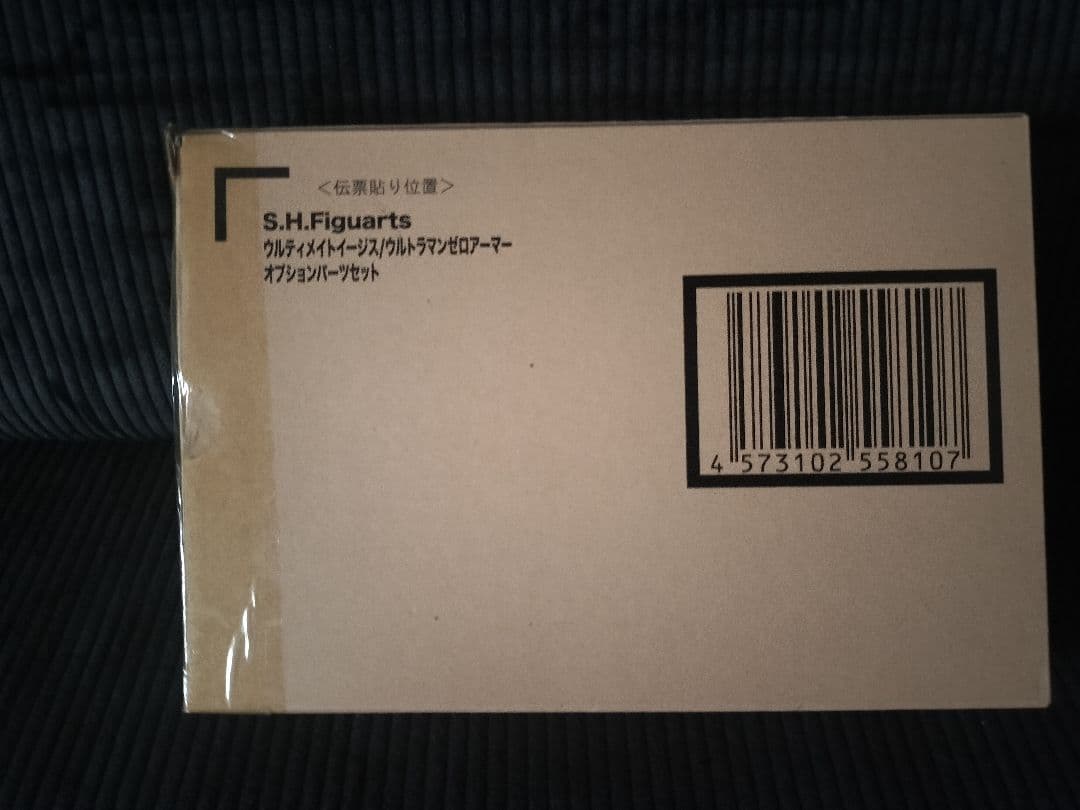 ＜伝票貼り位置＞
S.H.Figuarts
ウルティメイトイージス/ウルトラマンゼロアーマー
オプションパーツセット
4 573102 558107